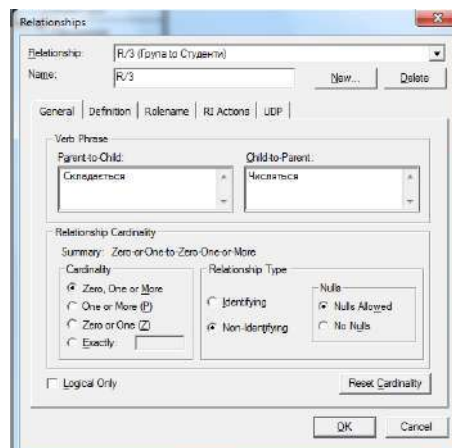 Relationships
Relationship: R/3 (Група to Студенти)
Name: R/3 New... Delete
General Definition Rolename RI Actions UDP
Verb Phrase
Parent-to-Child: Child-to-Parent:
Складається Числяться
Relationship Cardinality
Summary: Zero-or-One-to-Zero-One-or-More
Cardinality Relationship Type
Nulls
Zero, One or More
Identifying Nulls Allowed
One or More (P)
Non-Identifying No Nulls
Zero or One (Z)
Exactly:
Logical Only Reset Cardinality
OK Cancel